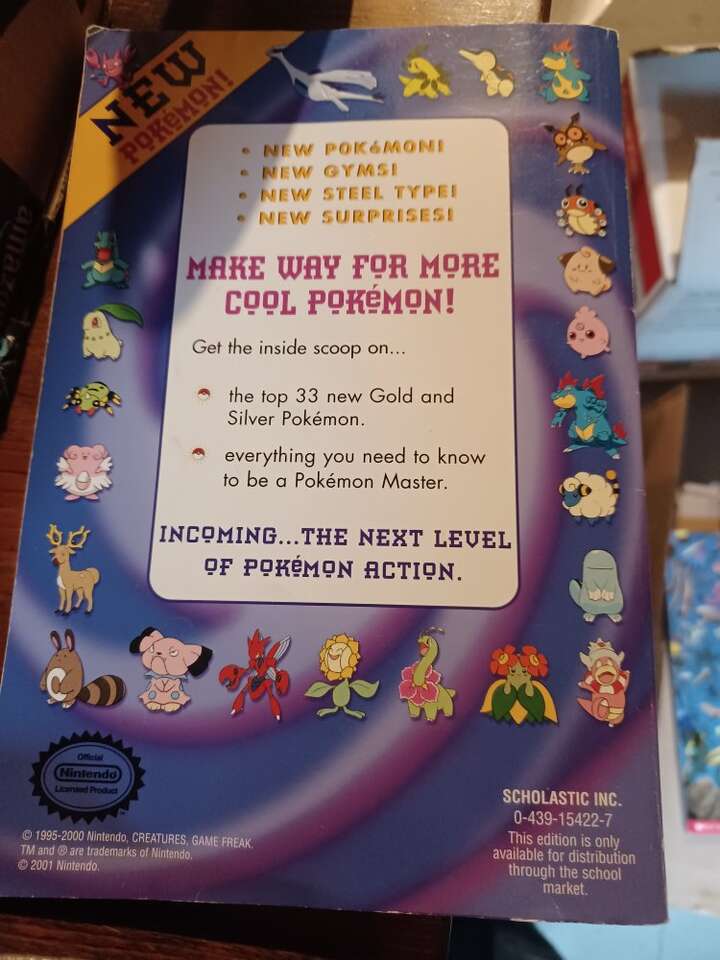 NEW
POKéMON!
• NEW POKéMON!
• NEW GYMS!
• NEW STEEL TYPE!
• NEW SURPRISES!
MAKE WAY FOR MORE
COOL POKéMON!
Get the inside scoop on...
the top 33 new Gold and
Silver Pokémon.
everything you need to know
to be a Pokémon Master.
INCOMING...THE NEXT LEVEL
OF POKéMON ACTION.
Official
Nintendo
Licensed Product
© 1995-2000 Nintendo, CREATURES, GAME FREAK.
TM and ® are trademarks of Nintendo.
© 2001 Nintendo.
SCHOLASTIC INC.
0-439-15422-7
This edition is only
available for distribution
through the school
market.